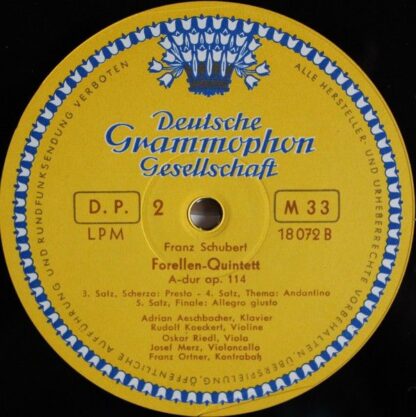 Deutsche
Grammophon
Gesellschaft
D. P.
2
M 33
LPM
18072 B
Franz Schubert
Forellen-Quintett
A-dur op. 114
3. Satz, Scherzo: Presto - 4. Satz, Thema: Andantino
5. Satz, Finale: Allegro giusto
Adrian Aeschbacher, Klavier
Rudolf Koeckert, Violine
Oskar Riedl, Viola
Josef Merz, Violoncello
Franz Ortner, Kontrabaß
ALLE HERSTELLER- UND URHEBERRECHTE VORBEHALTEN, ÜBERSPIELUNG, ÖFFENTLICHE AUFFÜHRUNG UND RUNDFUNKSENDUNG VERBOTEN